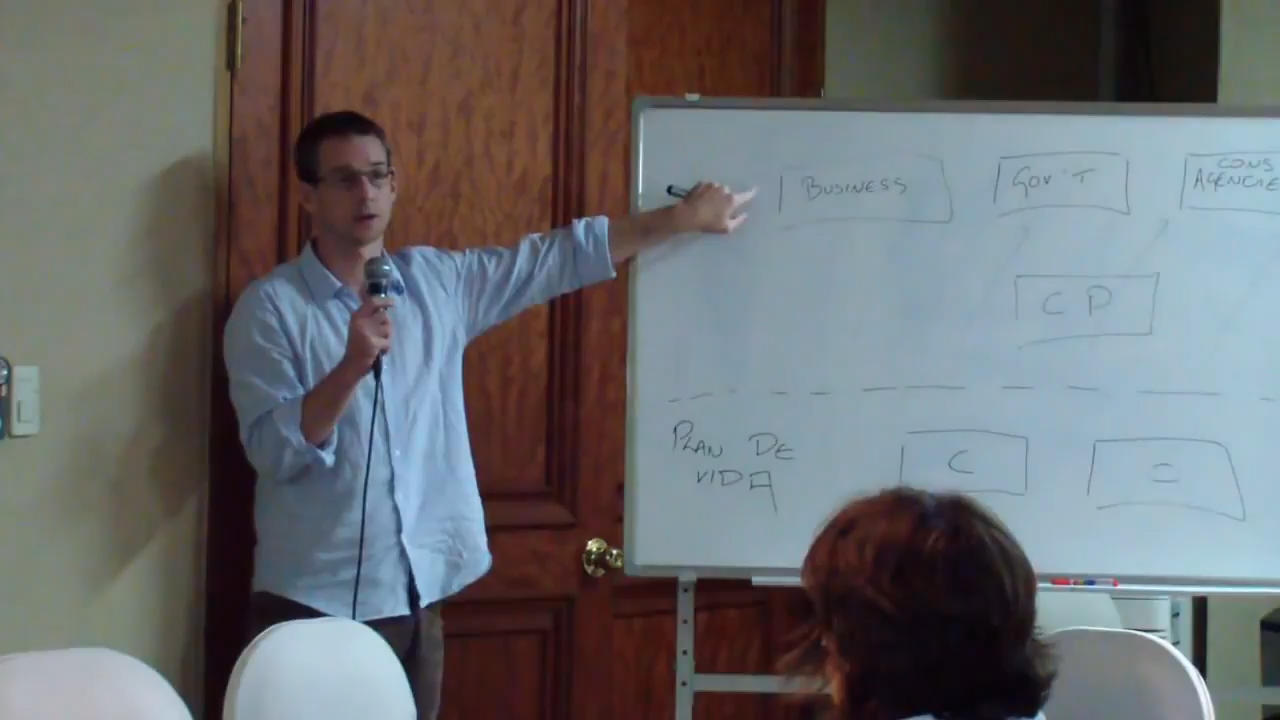 BUSINESS
GOV'T
CONS
AGENCIE
C P
PLAN DE
VIDA
C